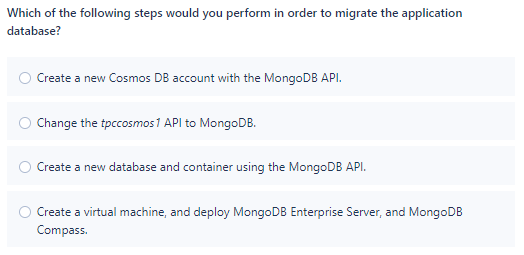 Which of the following steps would you perform in order to migrate the application
database?
Create a new Cosmos DB account with the MongoDB API.
Change the tpccosmos1 API to MongoDB.
Create a new database and container using the MongoDB API.
Create a virtual machine, and deploy MongoDB Enterprise Server, and MongoDB
Compass.